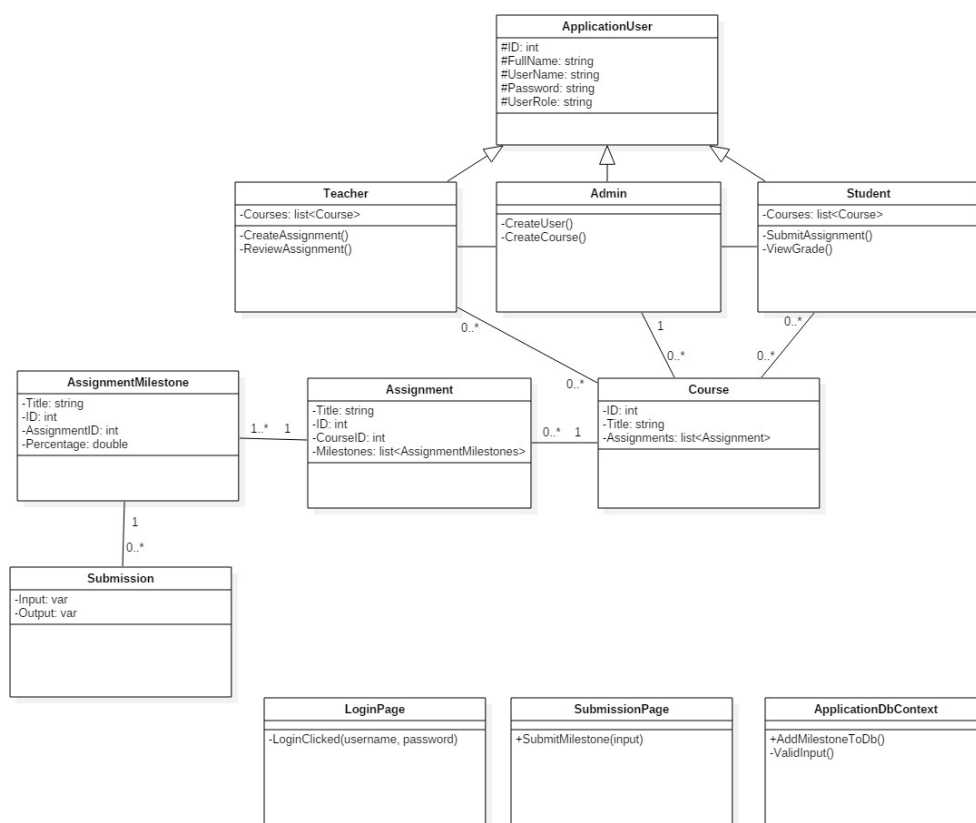 ApplicationUser
#ID: int
#FullName: string
#UserName: string
#Password: string
#UserRole: string
Teacher
-Courses: list<Course>
-CreateAssignment()
-ReviewAssignment()
Admin
-CreateUser()
-CreateCourse()
Student
-Courses: list<Course>
-SubmitAssignment()
-ViewGrade()
0..*
1
0..*
0..*
0..*
0..*
AssignmentMilestone
-Title: string
-ID: int
-AssignmentID: int
-Percentage: double
1..*
1
Assignment
-Title: string
-ID: int
-CourseID: int
-Milestones: list<AssignmentMilestones>
0..*
1
Course
-ID: int
-Title: string
-Assignments: list<Assignment>
1
0..*
Submission
-Input: var
-Output: var
LoginPage
-LoginClicked(username, password)
SubmissionPage
+SubmitMilestone(input)
ApplicationDbContext
+AddMilestoneToDb()
-ValidInput()